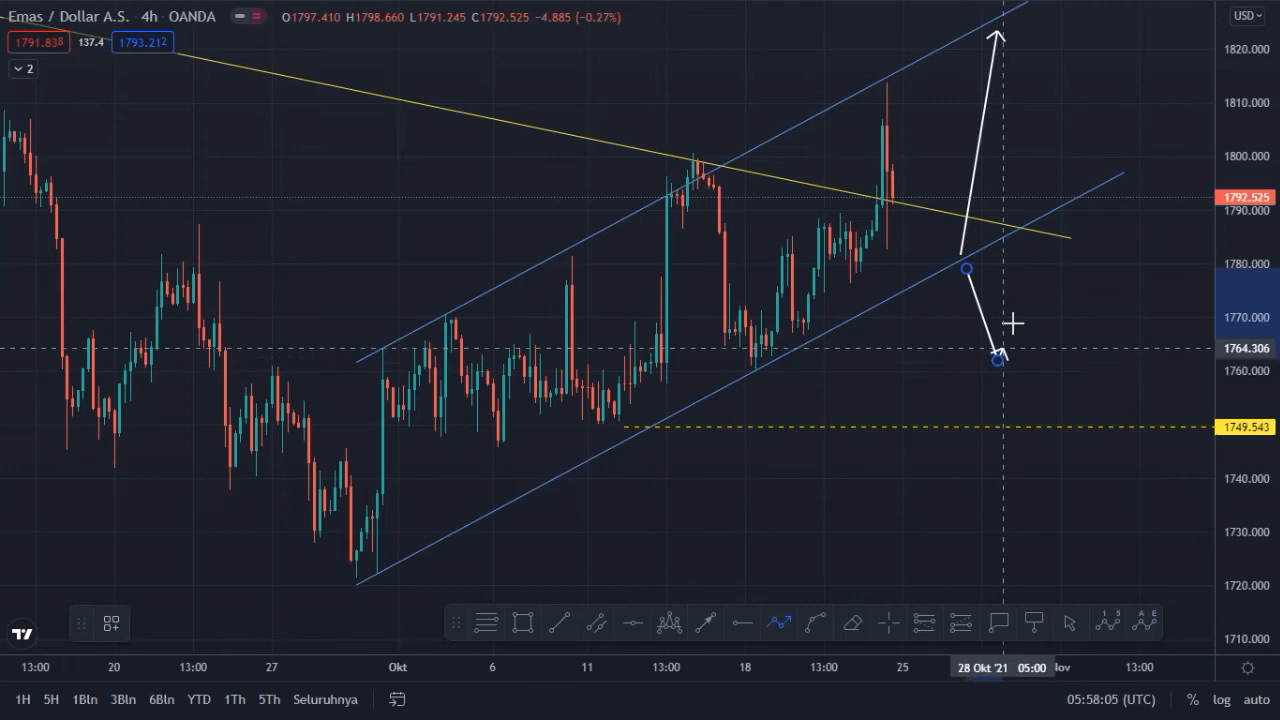 Emas / Dollar A.S. · 4h · OANDA O1797.410 H1798.660 L1791.245 C1792.525 -4.885 (-0.27%)
USD
1791.838 137.4 1793.212
2
1820.000
1810.000
1800.000
1792.525
1790.000
1780.000
1770.000
1764.306
1760.000
1749.543
1740.000
1730.000
1720.000
1710.000
1 5
A E
13:00 20 13:00 27 Okt 6 11 13:00 18 13:00 25 28 Okt '21 05:00 lov 13:00
1H 5H 1Bln 3Bln 6Bln YTD 1Th 5Th Seluruhnya 05:58:05 (UTC) % log auto